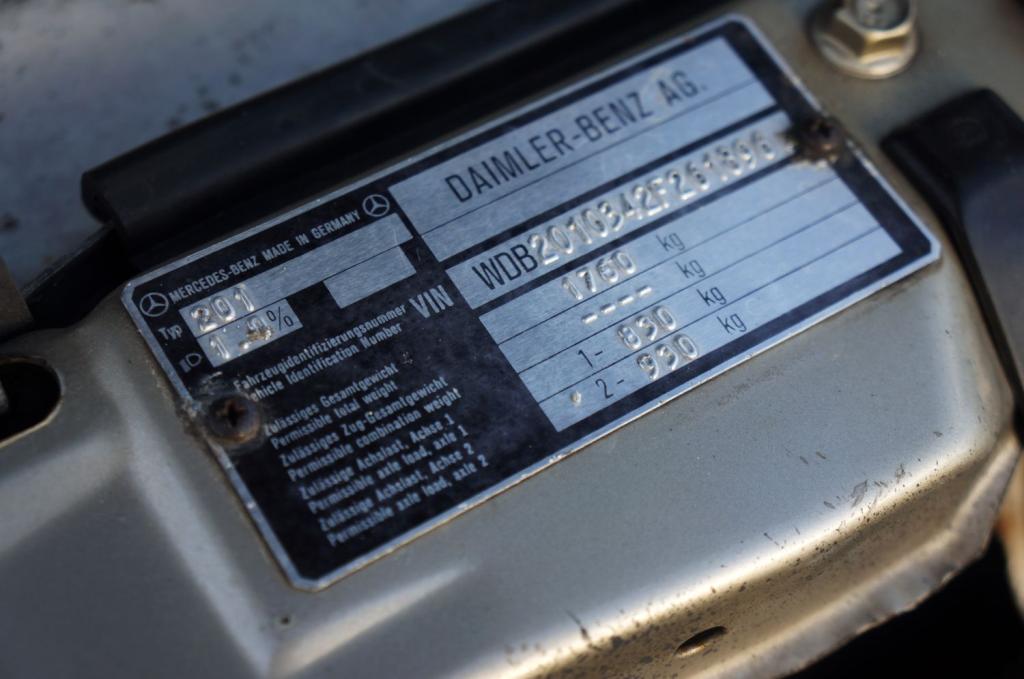 DAIMLER-BENZ AG.
MERCEDES-BENZ MADE IN GERMANY
Typ 201
1.4%
Fahrzeugidentifizierungsnummer
Vehicle Identification Number
VIN WDB2010342F261896
Zulässiges Gesamtgewicht
Permissible total weight
1760 kg
Zulässiges Zug-Gesamtgewicht
Permissible combination weight
---- kg
Zulässige Achslast, Achse 1
Permissible axle load, axle 1
1- 830 kg
Zulässige Achslast, Achse 2
Permissible axle load, axle 2
2- 930 kg